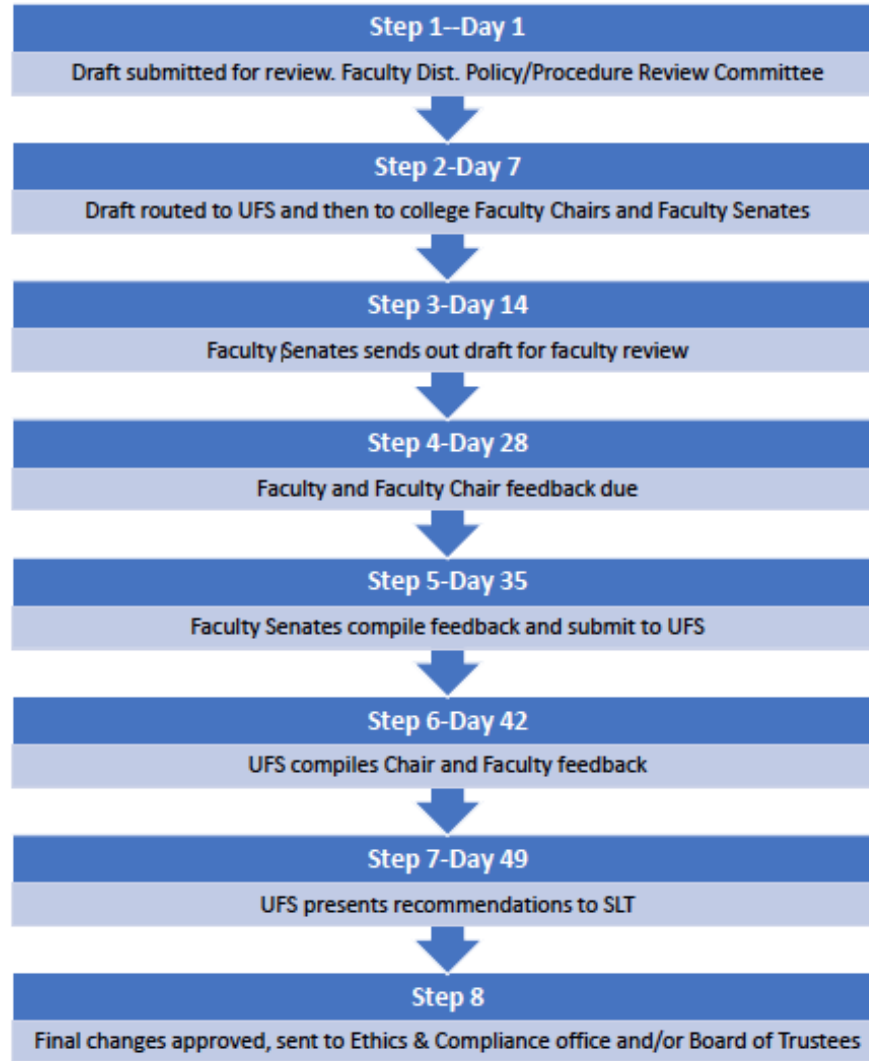 Step 1--Day 1
Draft submitted for review. Faculty Dist. Policy/Procedure Review Committee
Step 2-Day 7
Draft routed to UFS and then to college Faculty Chairs and Faculty Senates
Step 3-Day 14
Faculty Senates sends out draft for faculty review
Step 4-Day 28
Faculty and Faculty Chair feedback due
Step 5-Day 35
Faculty Senates compile feedback and submit to UFS
Step 6-Day 42
UFS compiles Chair and Faculty feedback
Step 7-Day 49
UFS presents recommendations to SLT
Step 8
Final changes approved, sent to Ethics & Compliance office and/or Board of Trustees